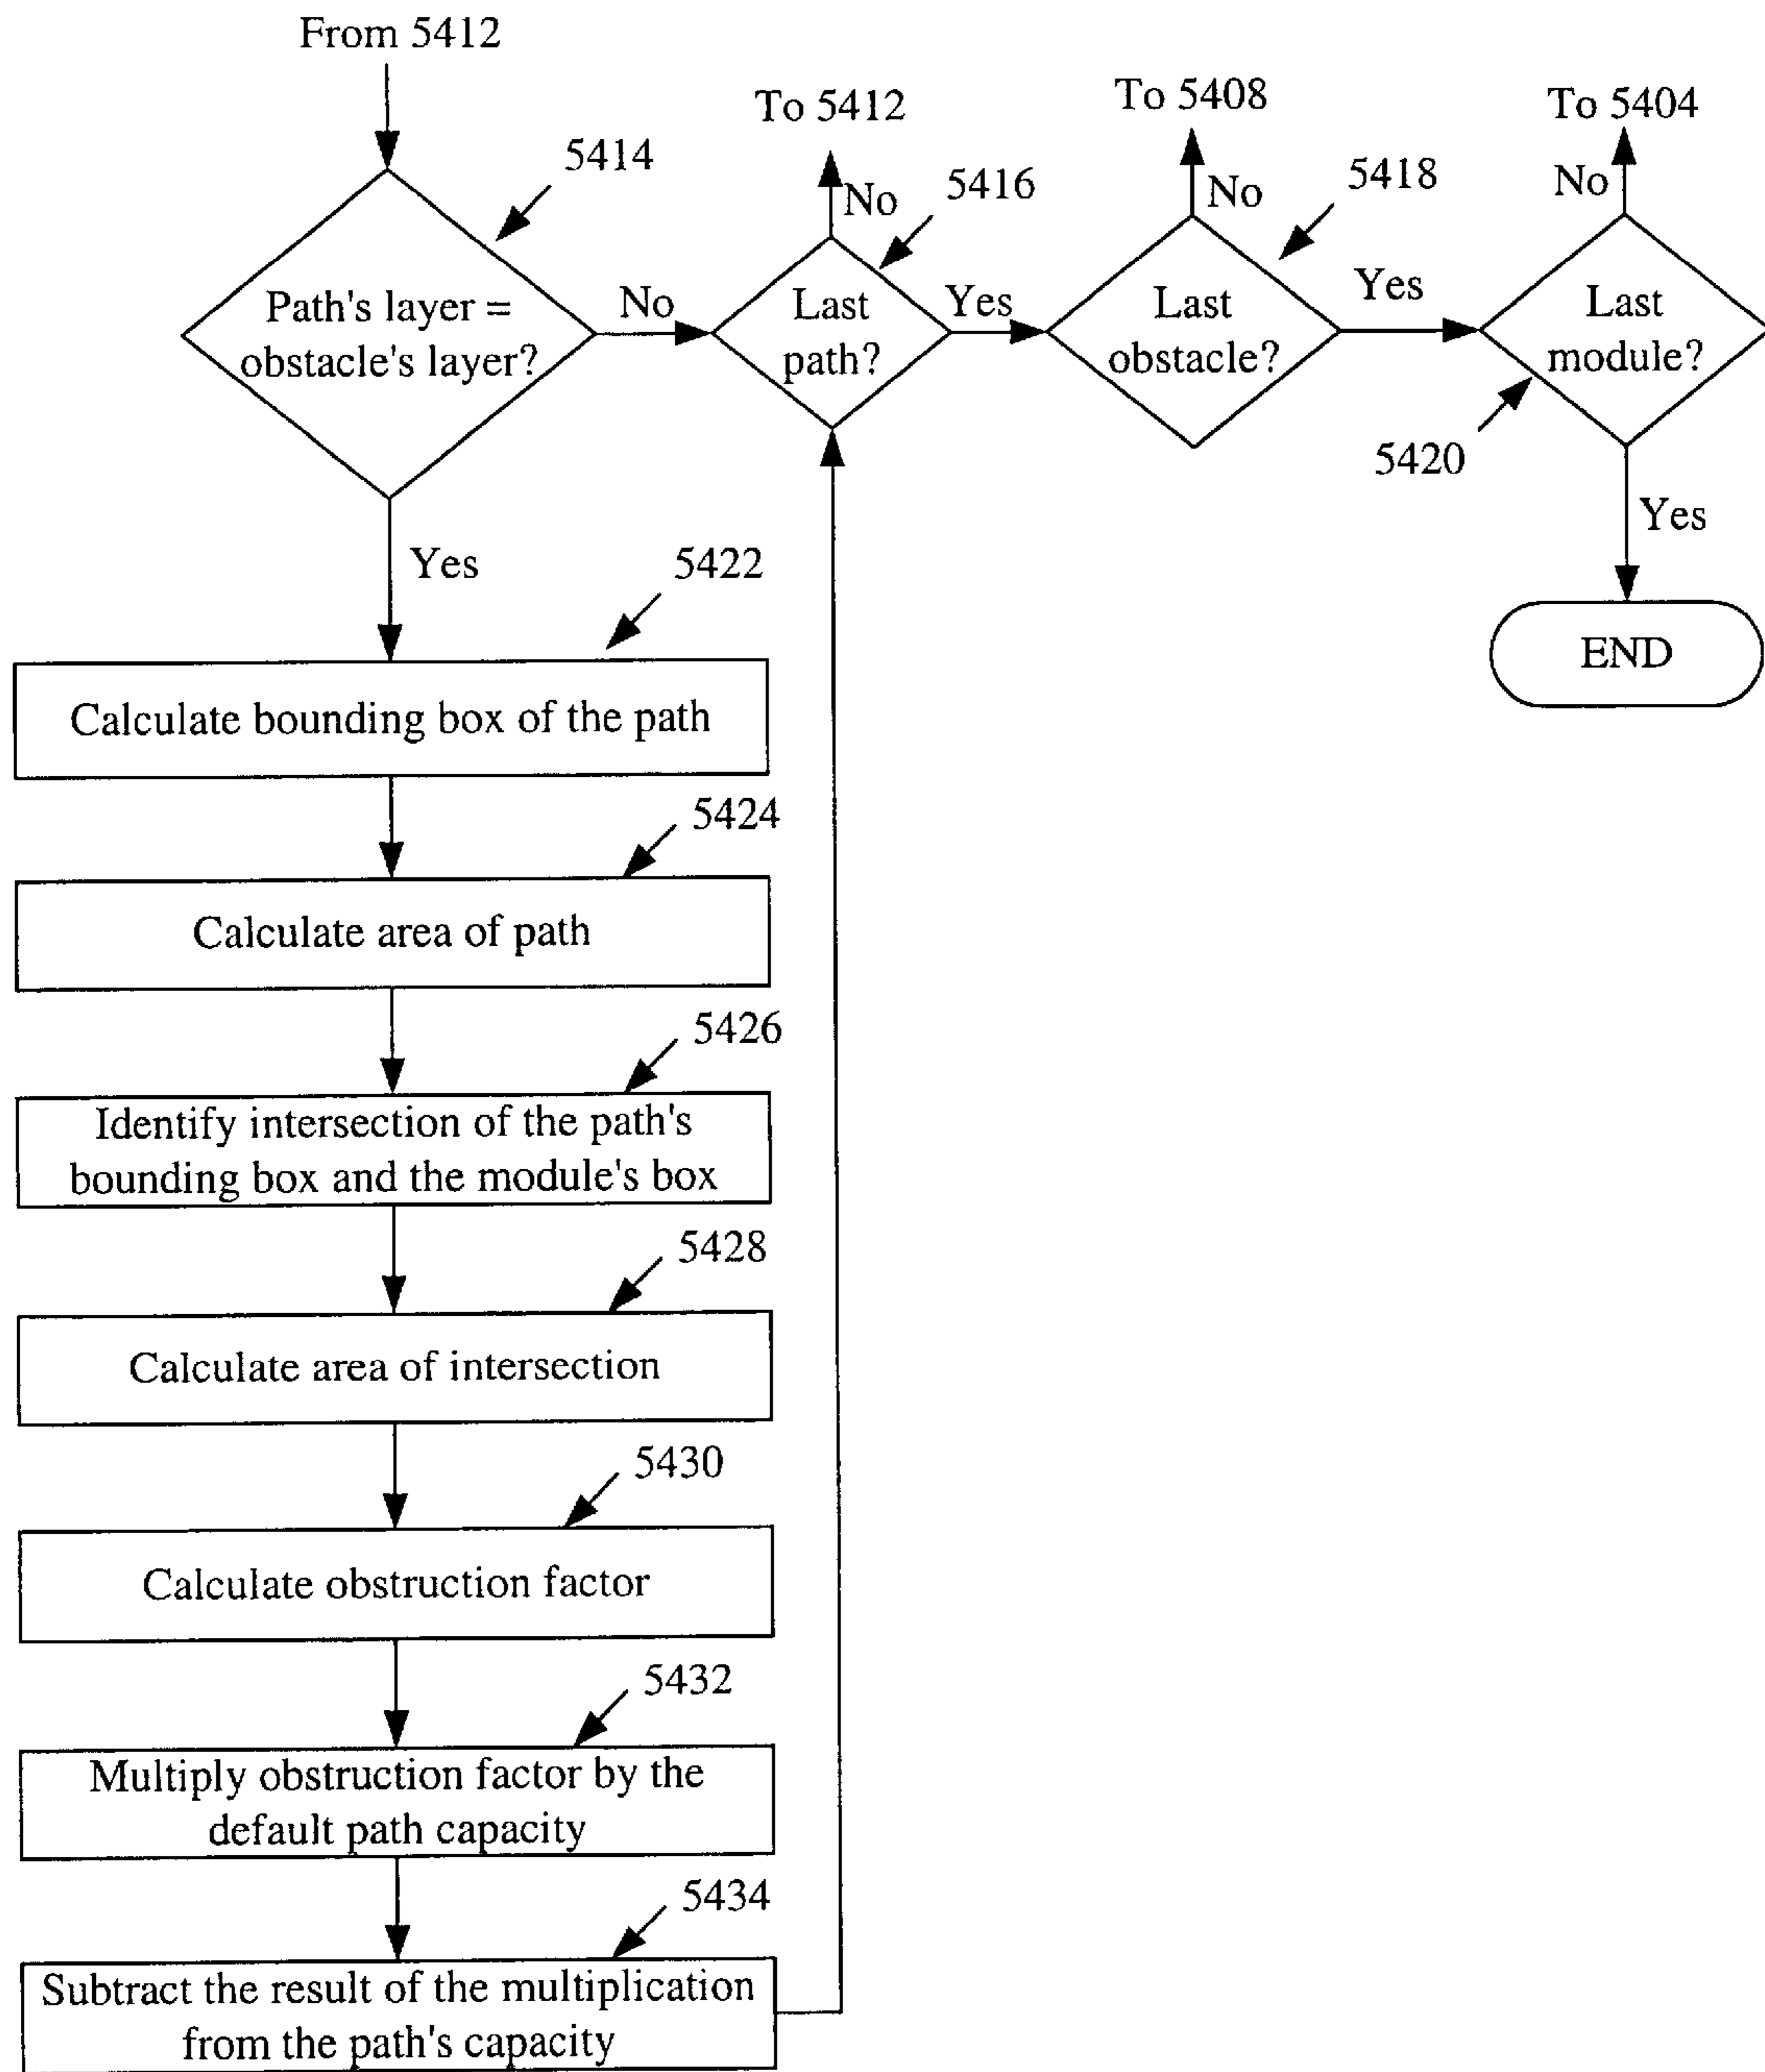 From 5412
To 5412
To 5408
To 5404
5414
5416
5418
No
No
No
Path's layer =
obstacle's layer?
No
Last
path?
Yes
Last
obstacle?
Yes
Last
module?
5420
Yes
Yes
END
5422
Calculate bounding box of the path
5424
Calculate area of path
5426
Identify intersection of the path's
bounding box and the module's box
5428
Calculate area of intersection
5430
Calculate obstruction factor
5432
Multiply obstruction factor by the
default path capacity
5434
Subtract the result of the multiplication
from the path's capacity